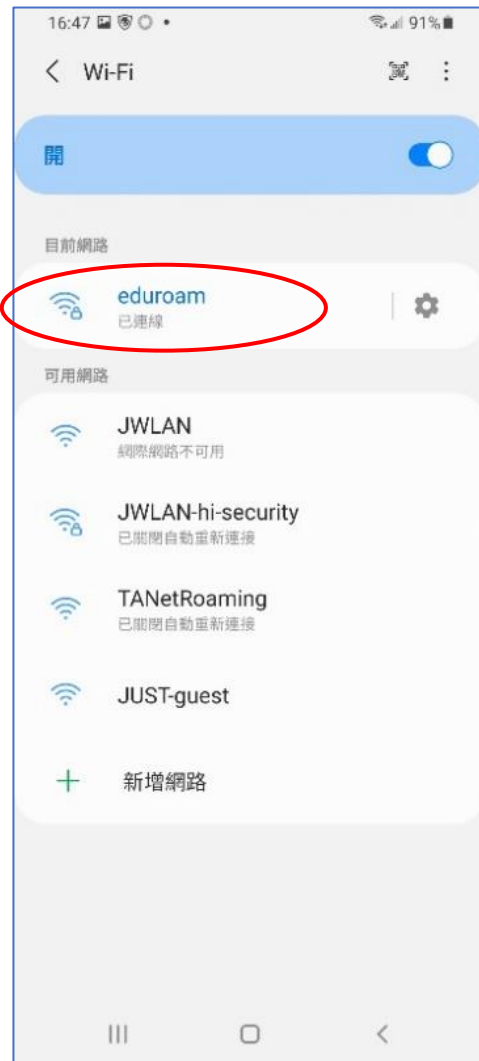 16:47 91%
Wi-Fi
開
目前網路
eduroam
已連線
可用網路
JWLAN
網際網路不可用
JWLAN-hi-security
已關閉自動重新連接
TANetRoaming
已關閉自動重新連接
JUST-guest
新增網路